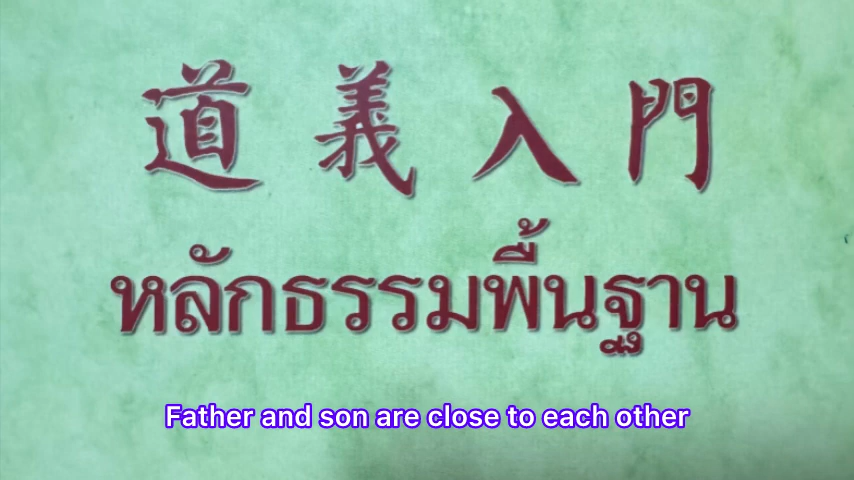 道義入門
หลักธรรมพื้นฐาน
Father and son are close to each other